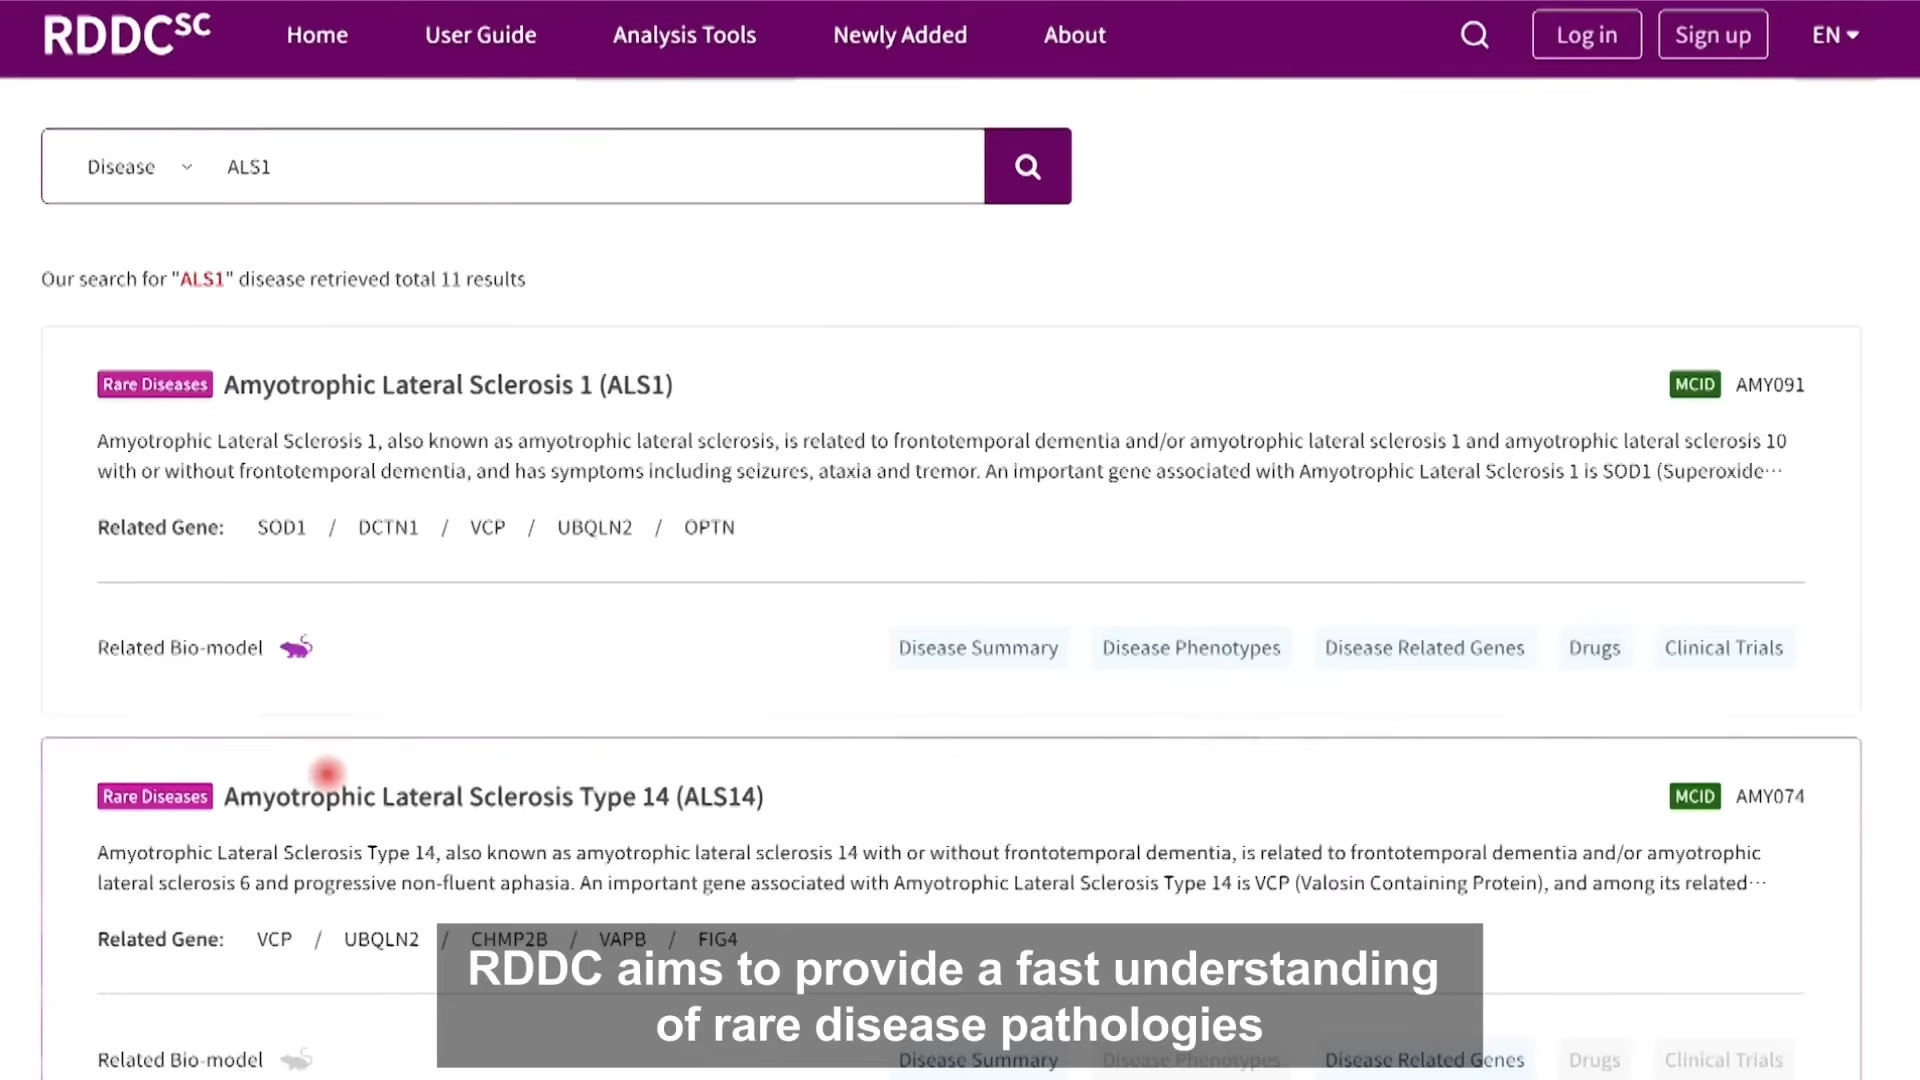 RDDCSC Home User Guide Analysis Tools Newly Added About Log in Sign up EN
Disease ALS1
Our search for "ALS1" disease retrieved total 11 results
Rare Diseases Amyotrophic Lateral Sclerosis 1 (ALS1) MCID AMY091
Amyotrophic Lateral Sclerosis 1, also known as amyotrophic lateral sclerosis, is related to frontotemporal dementia and/or amyotrophic lateral sclerosis 1 and amyotrophic lateral sclerosis 10
with or without frontotemporal dementia, and has symptoms including seizures, ataxia and tremor. An important gene associated with Amyotrophic Lateral Sclerosis 1 is SOD1 (Superoxide···
Related Gene: SOD1 / DCTN1 / VCP / UBQLN2 / OPTN
Related Bio-model Disease Summary Disease Phenotypes Disease Related Genes Drugs Clinical Trials
Rare Diseases Amyotrophic Lateral Sclerosis Type 14 (ALS14) MCID AMY074
Amyotrophic Lateral Sclerosis Type 14, also known as amyotrophic lateral sclerosis 14 with or without frontotemporal dementia, is related to frontotemporal dementia and/or amyotrophic
lateral sclerosis 6 and progressive non-fluent aphasia. An important gene associated with Amyotrophic Lateral Sclerosis Type 14 is VCP (Valosin Containing Protein), and among its related···
Related Gene: VCP / UBQLN2 / CHMP2B / VAPB / FIG4
RDDC aims to provide a fast understanding
of rare disease pathologies
Related Bio-model Disease Summary Disease Phenotypes Disease Related Genes Drugs Clinical Trials